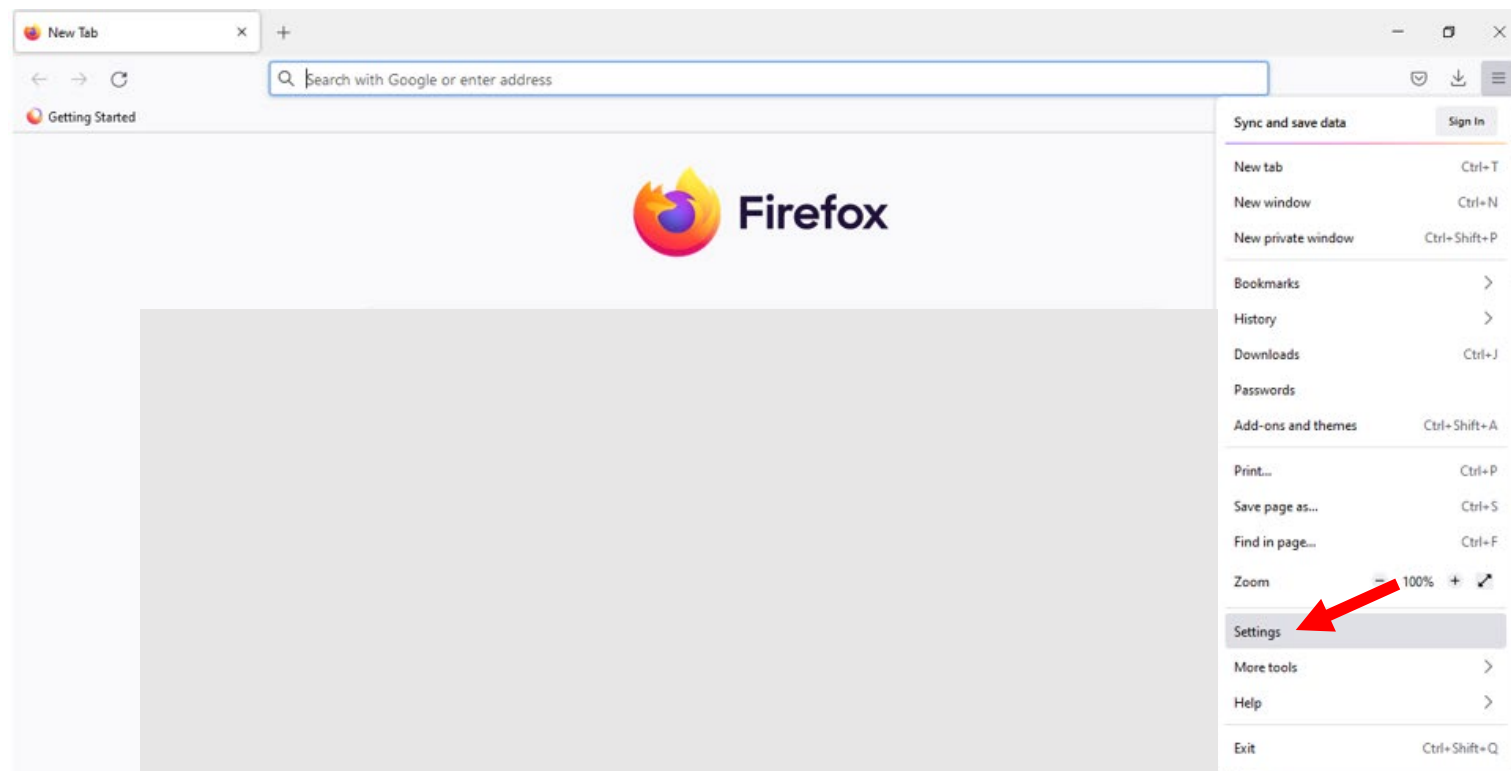 New Tab
Search with Google or enter address
Getting Started
Firefox
Sync and save data Sign In
New tab Ctrl+T
New window Ctrl+N
New private window Ctrl+Shift+P
Bookmarks
History
Downloads Ctrl+J
Passwords
Add-ons and themes Ctrl+Shift+A
Print... Ctrl+P
Save page as... Ctrl+S
Find in page... Ctrl+F
Zoom − 100% +
Settings
More tools
Help
Exit Ctrl+Shift+Q